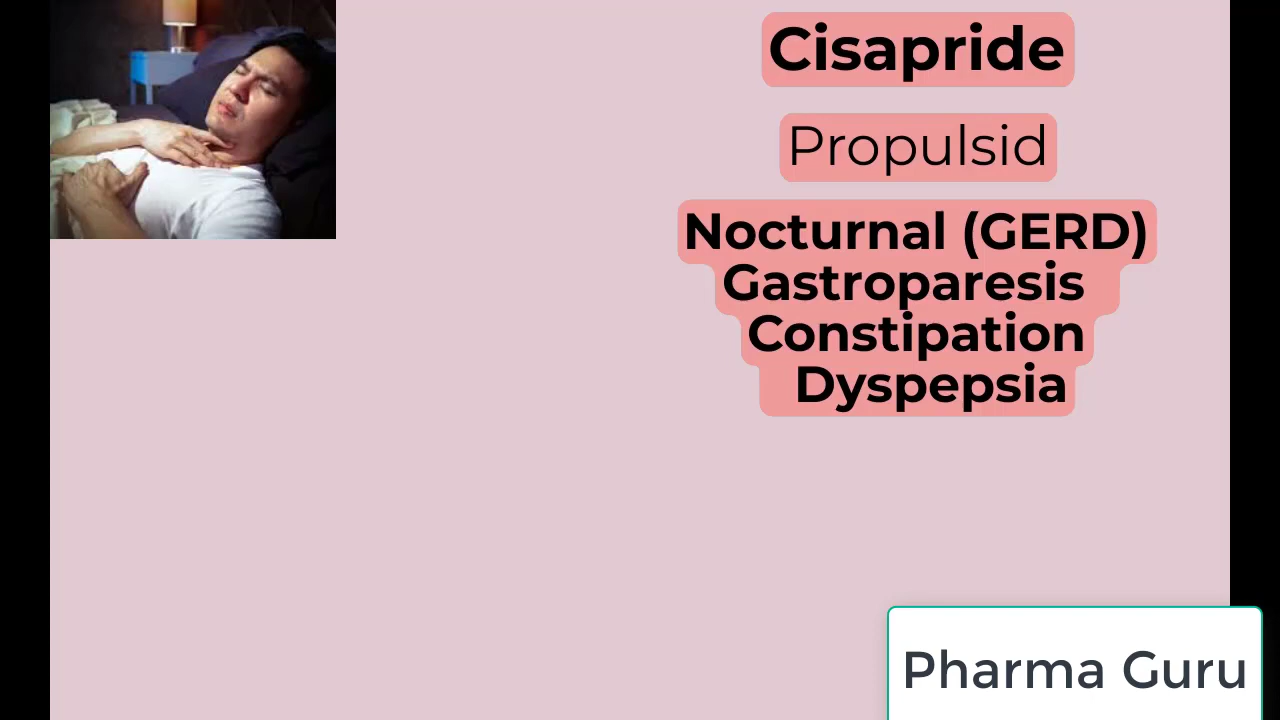 Cisapride
Propulsid
Nocturnal (GERD)
Gastroparesis
Constipation
Dyspepsia
Pharma Guru